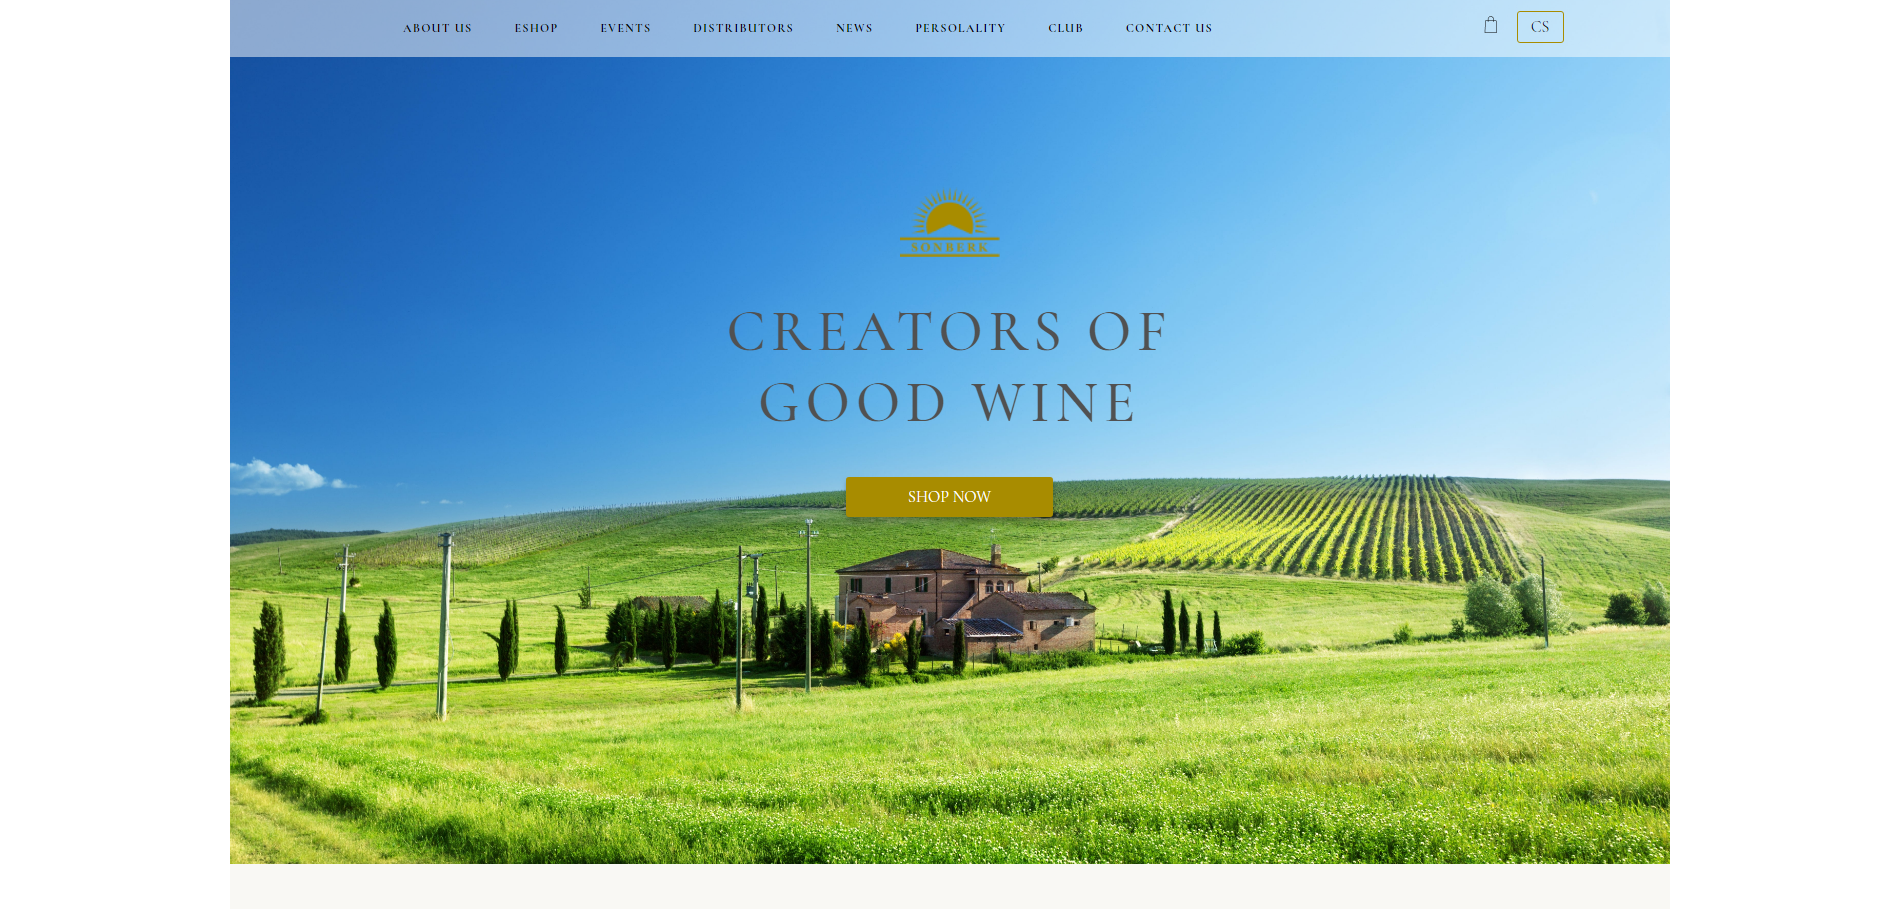 ABOUT US ESHOP EVENTS DISTRIBUTORS NEWS PERSOLALITY CLUB CONTACT US CS
SONBERK
CREATORS OF
GOOD WINE
SHOP NOW